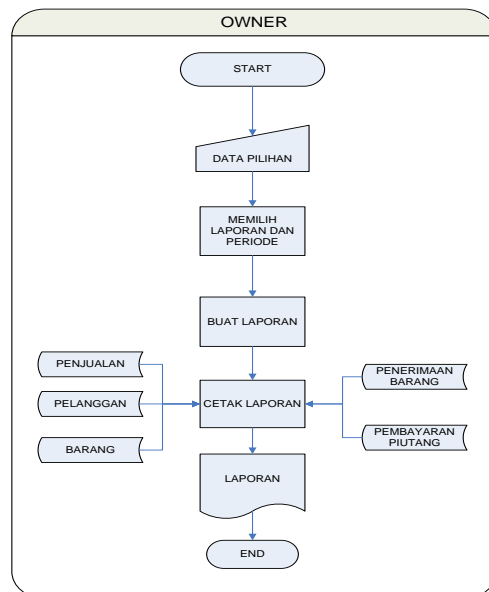 OWNER
START
DATA PILIHAN
MEMILIH
LAPORAN DAN
PERIODE
BUAT LAPORAN
PENJUALAN
PELANGGAN
BARANG
CETAK LAPORAN
PENERIMAAN
BARANG
PEMBAYARAN
PIUTANG
LAPORAN
END